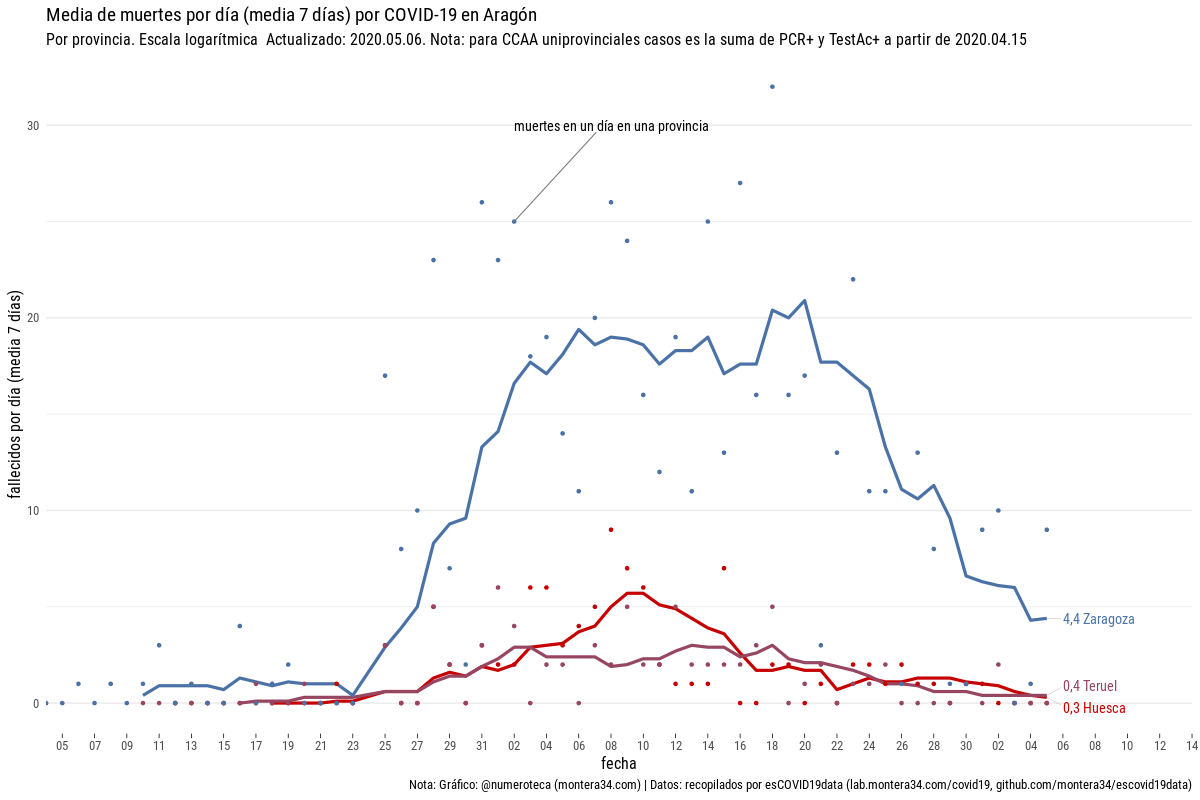 Media de muertes por día (media 7 días) por COVID-19 en Aragón
Por provincia. Escala logarítmica  Actualizado: 2020.05.06. Nota: para CCAA uniprovinciales casos es la suma de PCR+ y TestAc+ a partir de 2020.04.15
muertes en un día en una provincia
30
20
10
0
fallecidos por día (media 7 días)
4,4 Zaragoza
0,4 Teruel
0,3 Huesca
05 07 09 11 13 15 17 19 21 23 25 27 29 31 02 04 06 08 10 12 14 16 18 20 22 24 26 28 30 02 04 06 08 10 12 14
fecha
Nota: Gráfico: @numeroteca (montera34.com) | Datos: recopilados por esCOVID19data (lab.montera34.com/covid19, github.com/montera34/escovid19data)